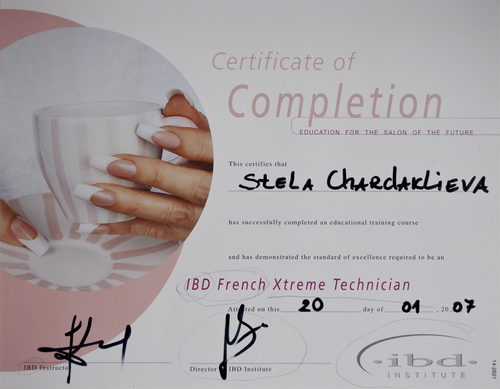 Certificate of
Completion
EDUCATION FOR THE SALON OF THE FUTURE
This certifies that
Stela Chardaklieva
has successfully completed an educational training course
and has demonstrated the standard of excellence required to be an
IBD French Xtreme Technician
Attested on this 20 day of 01, 2007
IBD Instructor
Director IBD Institute
ibd
INSTITUTE